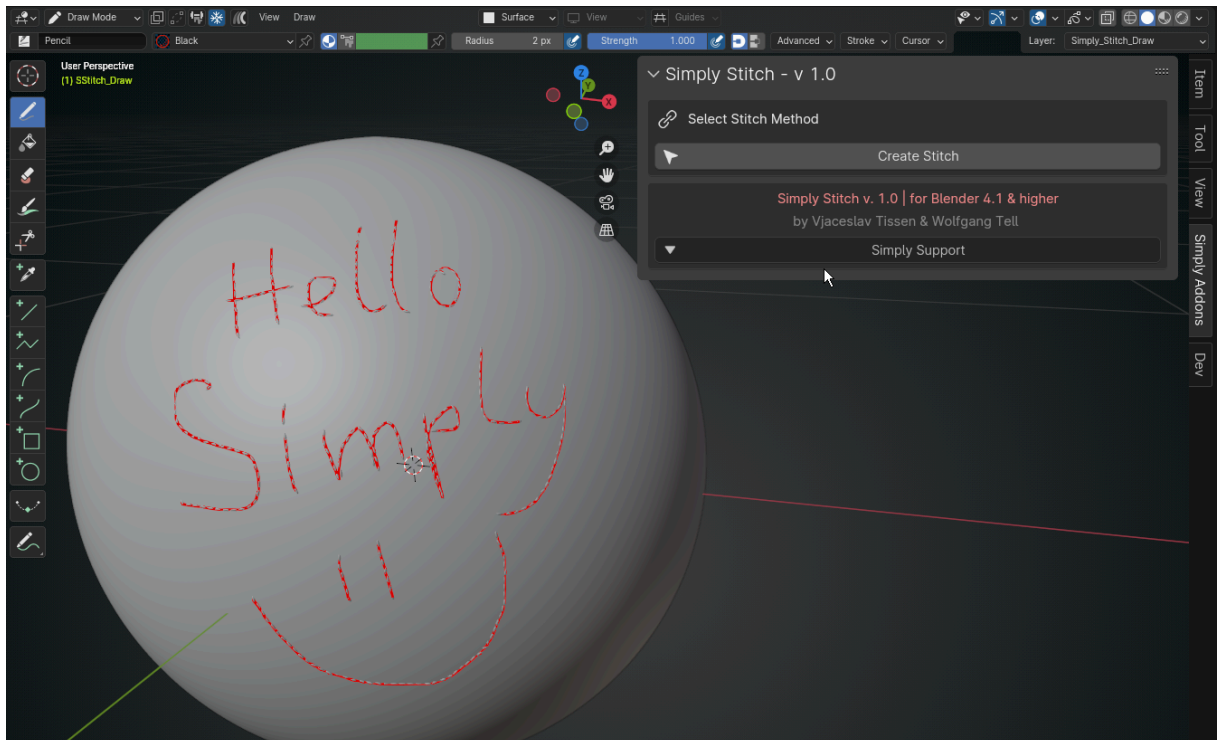 Draw Mode View Draw Surface View Guides
Pencil Black Radius 2 px Strength 1.000 Advanced Stroke Cursor Layer: Simply_Stitch_Draw
User Perspective
(1) SStitch_Draw
Z
Y
X
Simply Stitch - v 1.0
Select Stitch Method
Create Stitch
Simply Stitch v. 1.0 | for Blender 4.1 & higher
by Vjaceslav Tissen & Wolfgang Tell
Simply Support
Item
Tool
View
Simply Addons
Dev
Hello
Simply